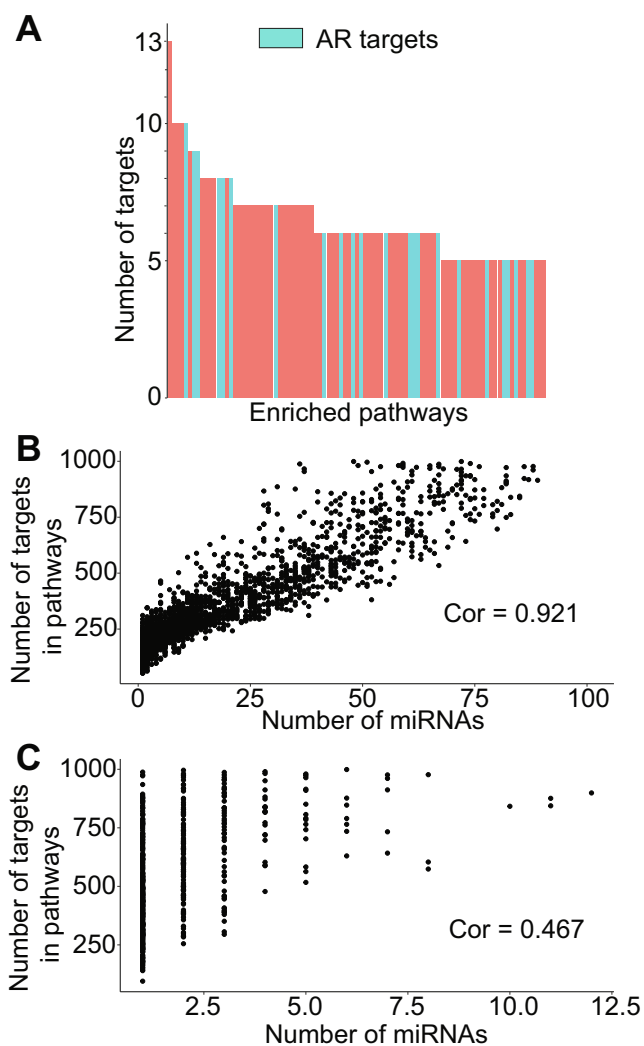 A
AR targets
Number of targets
13
10
5
0
Enriched pathways
B
Number of targets
in pathways
1000
750
500
250
Cor = 0.921
0
25
50
75
100
Number of miRNAs
C
Number of targets
in pathways
1000
750
500
250
Cor = 0.467
2.5
5.0
7.5
10.0
12.5
Number of miRNAs